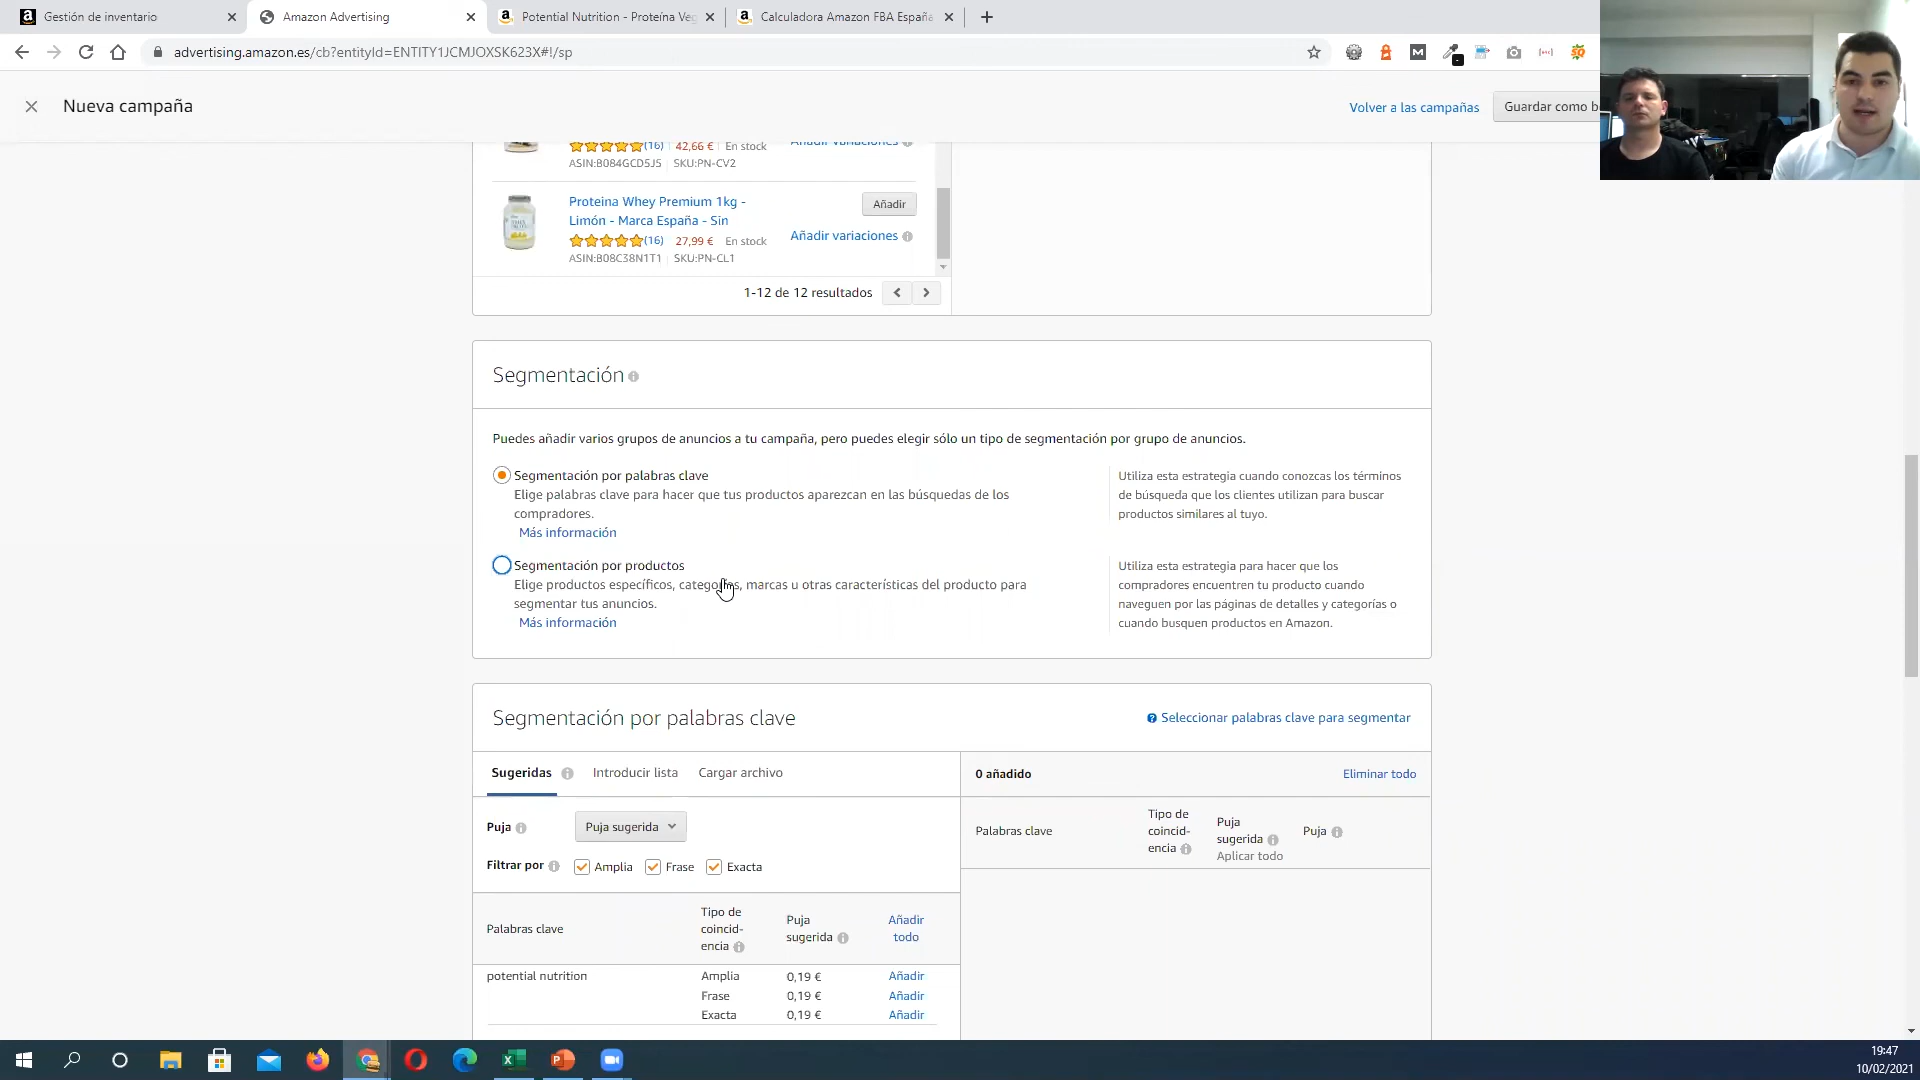 Gestión de inventario
Amazon Advertising
Potential Nutrition - Proteína Veg
Calculadora Amazon FBA España
advertising.amazon.es/cb?entityId=ENTITY1JCMJOXSK623X#!/sp
Nueva campaña
Volver a las campañas
Guardar como b
(16) 42,66 € En stock
Añadir variaciones
ASIN:B084GCD5J5 SKU:PN-CV2
Proteina Whey Premium 1kg -
Limón - Marca España - Sin
Añadir
(16) 27,99 € En stock
Añadir variaciones
ASIN:B08C38N1T1 SKU:PN-CL1
1-12 de 12 resultados
Segmentación
Puedes añadir varios grupos de anuncios a tu campaña, pero puedes elegir sólo un tipo de segmentación por grupo de anuncios.
Segmentación por palabras clave
Elige palabras clave para hacer que tus productos aparezcan en las búsquedas de los
compradores.
Más información
Utiliza esta estrategia cuando conozcas los términos
de búsqueda que los clientes utilizan para buscar
productos similares al tuyo.
Segmentación por productos
Elige productos específicos, categorías, marcas u otras características del producto para
segmentar tus anuncios.
Más información
Utiliza esta estrategia para hacer que los
compradores encuentren tu producto cuando
naveguen por las páginas de detalles y categorías o
cuando busquen productos en Amazon.
Segmentación por palabras clave
Seleccionar palabras clave para segmentar
Sugeridas
Introducir lista
Cargar archivo
Puja
Puja sugerida
Filtrar por
Amplia
Frase
Exacta
Palabras clave
Tipo de
coincid-
encia
Puja
sugerida
Añadir
todo
potential nutrition
Amplia 0,19 € Añadir
Frase 0,19 € Añadir
Exacta 0,19 € Añadir
0 añadido
Eliminar todo
Palabras clave
Tipo de
coincid-
encia
Puja
sugerida
Aplicar todo
Puja
19:47
10/02/2021